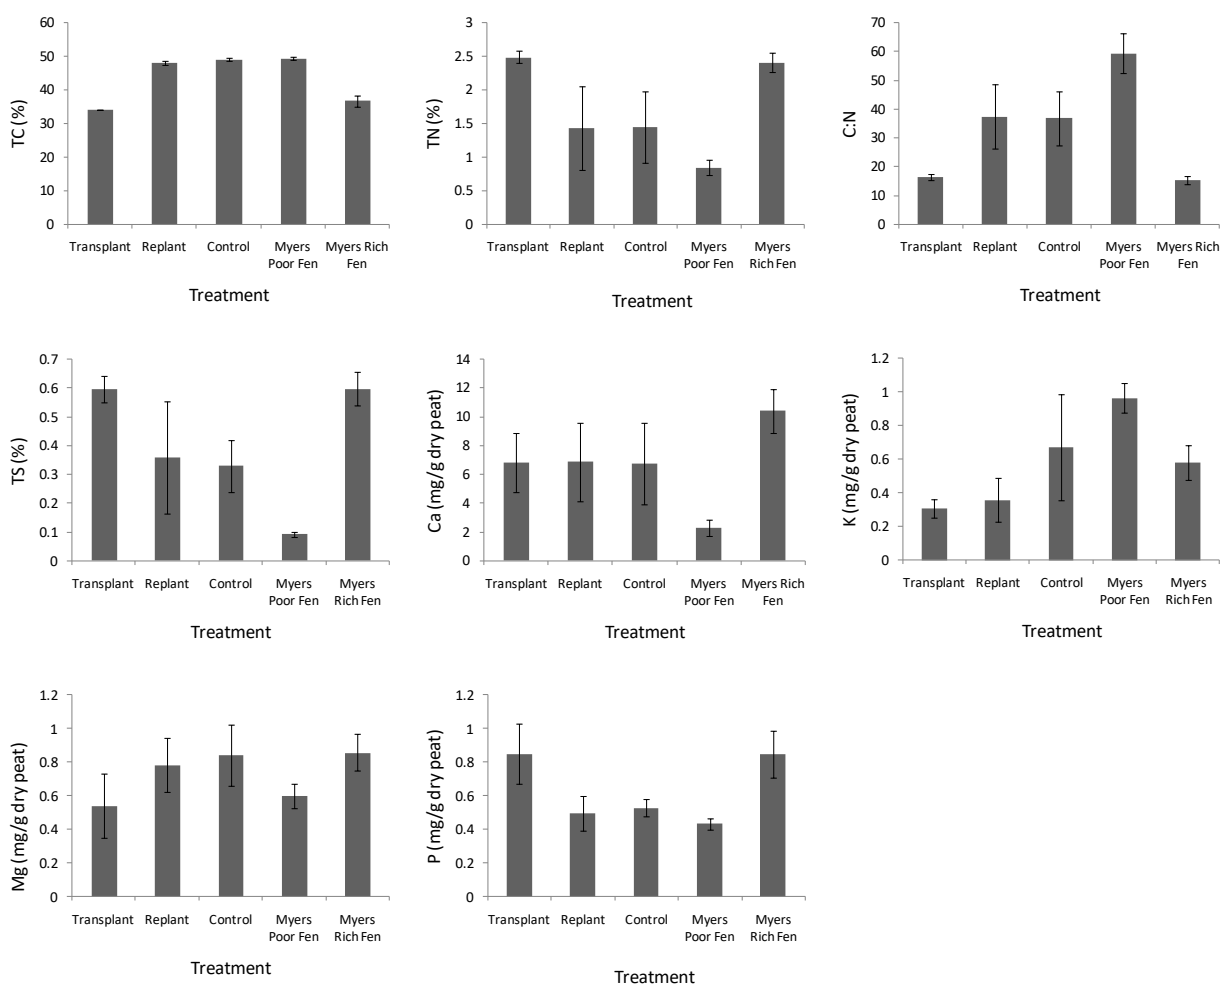 TC (%)
60
50
40
30
20
10
0
Transplant
Replant
Control
Myers
Poor Fen
Myers Rich
Fen
Treatment
TN (%)
3
2.5
2
1.5
1
0.5
0
Transplant
Replant
Control
Myers
Poor Fen
Myers
Rich Fen
Treatment
C:N
70
60
50
40
30
20
10
0
Transplant
Replant
Control
Myers
Poor Fen
Myers Rich
Fen
Treatment
TS (%)
0.7
0.6
0.5
0.4
0.3
0.2
0.1
0
Transplant
Replant
Control
Myers
Poor Fen
Myers
Rich Fen
Treatment
Ca (mg/g dry peat)
14
12
10
8
6
4
2
0
Transplant
Replant
Control
Myers
Poor Fen
Myers Rich
Fen
Treatment
K (mg/g dry peat)
1.2
1
0.8
0.6
0.4
0.2
0
Transplant
Replant
Control
Myers
Poor Fen
Myers
Rich Fen
Treatment
Mg (mg/g dry peat)
1.2
1
0.8
0.6
0.4
0.2
0
Transplant
Replant
Control
Myers
Poor Fen
Myers
Rich Fen
Treatment
P (mg/g dry peat)
1.2
1
0.8
0.6
0.4
0.2
0
Transplant
Replant
Control
Myers
Poor Fen
Myers
Rich Fen
Treatment